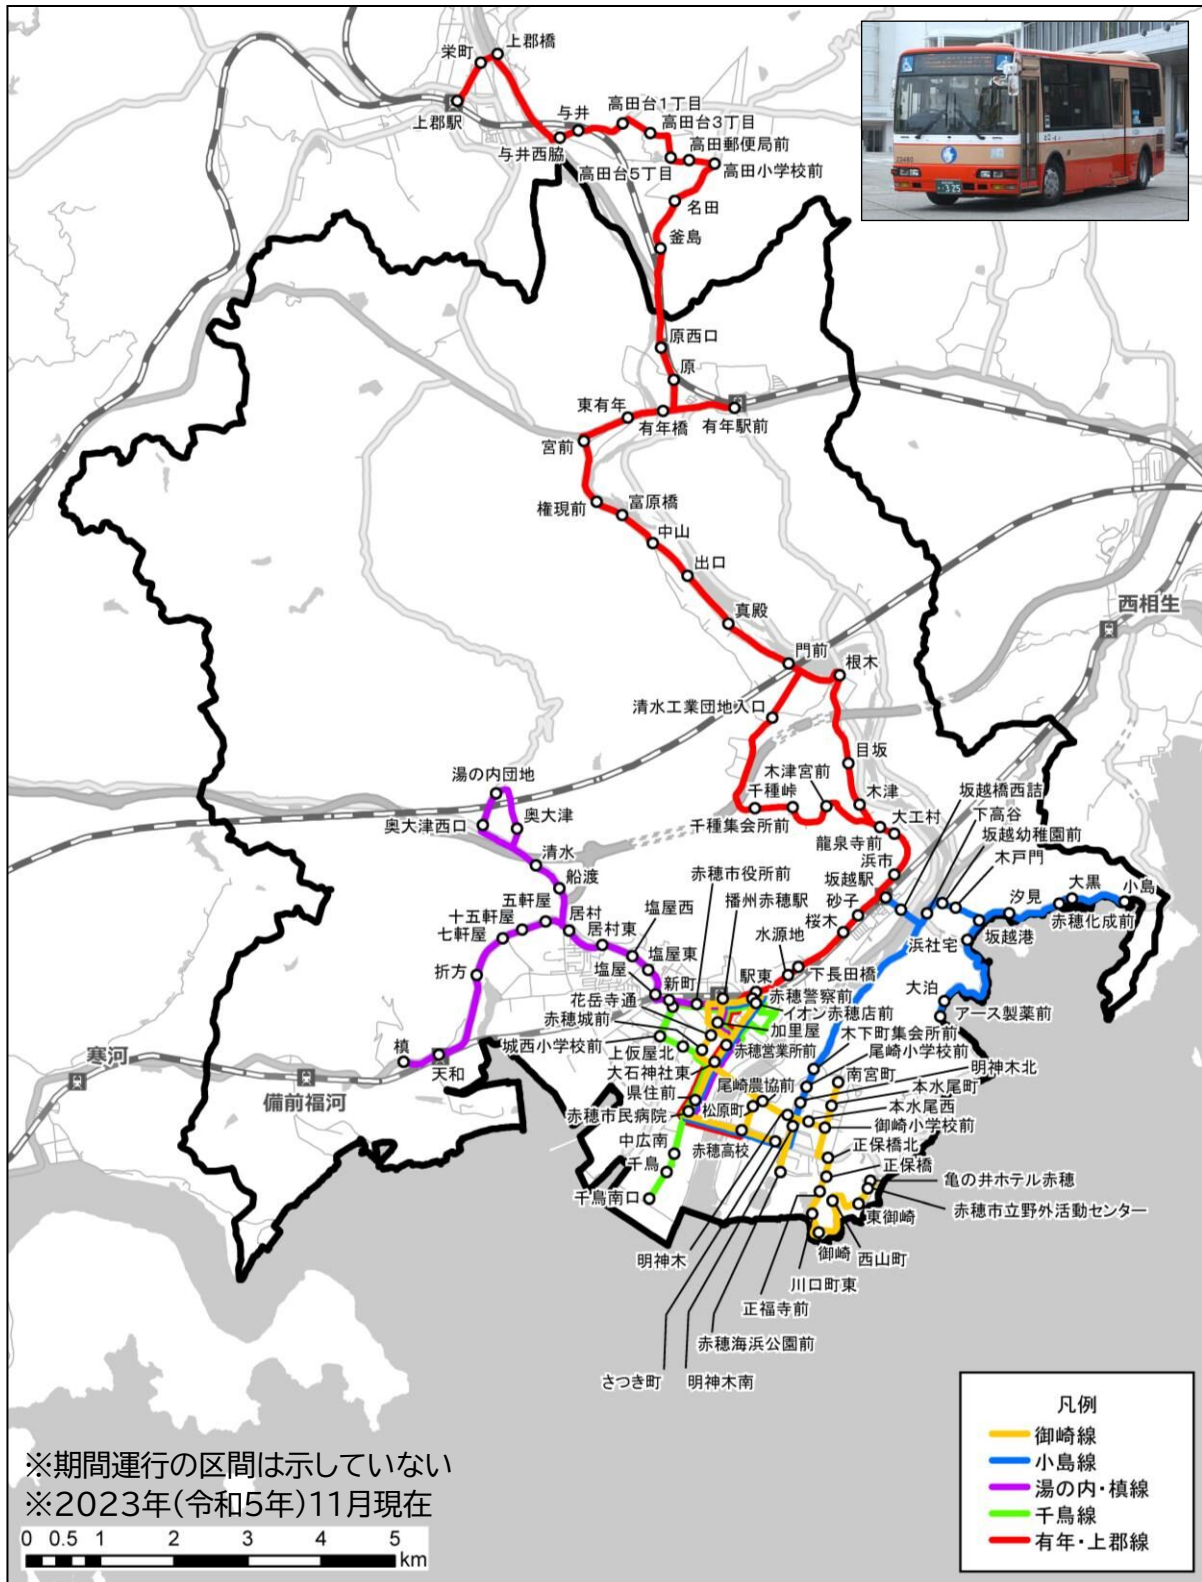 上郡橋
栄町
上郡駅
与井
与井西脇
高田台1丁目
高田台3丁目
高田郵便局前
高田台5丁目
高田小学校前
名田
釜島
原西口
原
東有年
有年橋
有年駅前
宮前
権現前
富原橋
中山
出口
真殿
門前
根木
西相生
清水工業団地入口
目坂
湯の内団地
木津宮前
千種峠
木津
坂越橋西詰
下高谷
奥大津西口
奥大津
千種集会所前
龍泉寺前
大工村
坂越幼稚園前
木戸門
清水
浜市
船渡
赤穂市役所前
坂越駅
汐見
大黒
小島
五軒屋
塩屋西
播州赤穂駅
砂子
赤穂化成前
十五軒屋
居村
桜木
七軒屋
居村東
水源地
浜社宅
坂越港
塩屋東
折方
塩屋
新町
駅東
下長田橋
大泊
花岳寺通
赤穂警察前
アース製薬前
赤穂城前
イオン赤穂店前
加里屋
木下町集会所前
城西小学校前
上仮屋北
赤穂営業所前
尾崎小学校前
寒河
槙
天和
大石神社東
南宮町
明神木北
備前福河
県住前
尾崎農協前
本水尾町
赤穂市民病院
松原町
本水尾西
御崎小学校前
中広南
赤穂高校
正保橋北
千鳥
正保橋
亀の井ホテル赤穂
千鳥南口
東御崎
赤穂市立野外活動センター
明神木
御崎
西山町
川口町東
正福寺前
赤穂海浜公園前
さつき町
明神木南
凡例
御崎線
小島線
湯の内・槙線
千鳥線
有年・上郡線
※期間運行の区間は示していない
※2023年(令和5年)11月現在
0 0.5 1 2 3 4 5
km